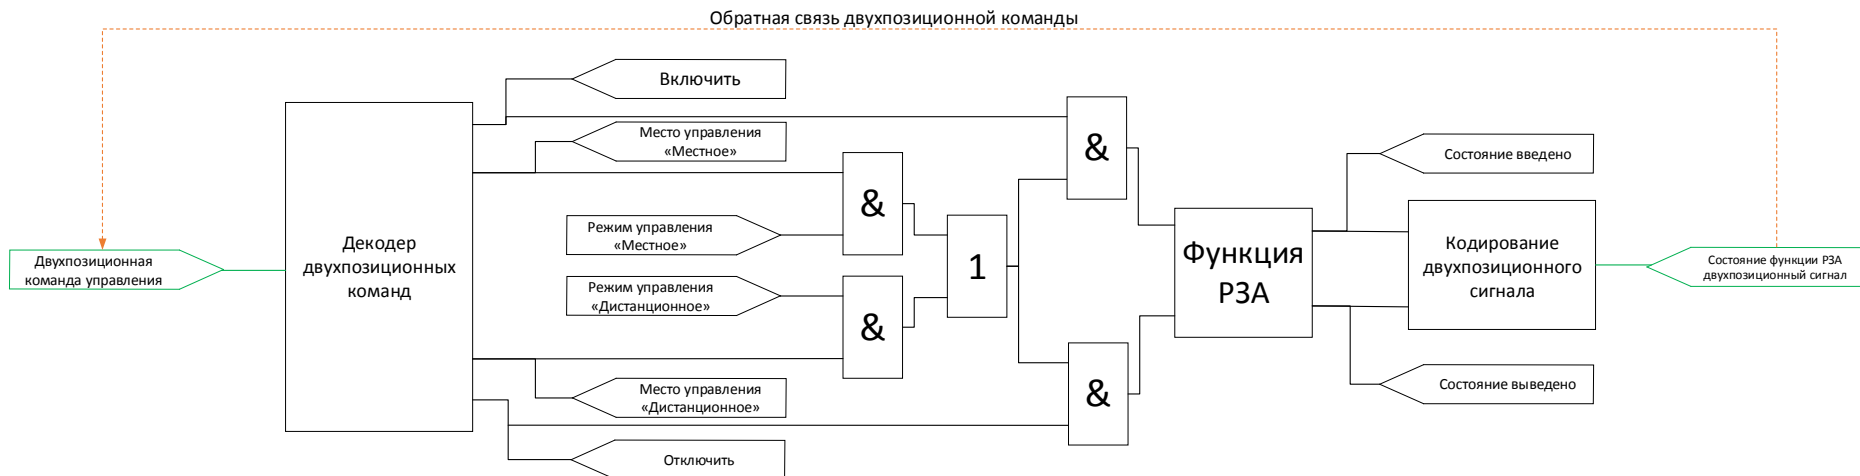 Обратная связь двухпозиционной команды
Включить
Место управления
«Местное»
&
Состояние введено
&
Режим управления
«Местное»
Декодер
двухпозиционных
команд
Двухпозиционная
команда управления
1
Функция
РЗА
Кодирование
двухпозиционного
сигнала
Состояние функции РЗА
двухпозиционный сигнал
Режим управления
«Дистанционное»
&
Место управления
«Дистанционное»
&
Состояние выведено
Отключить